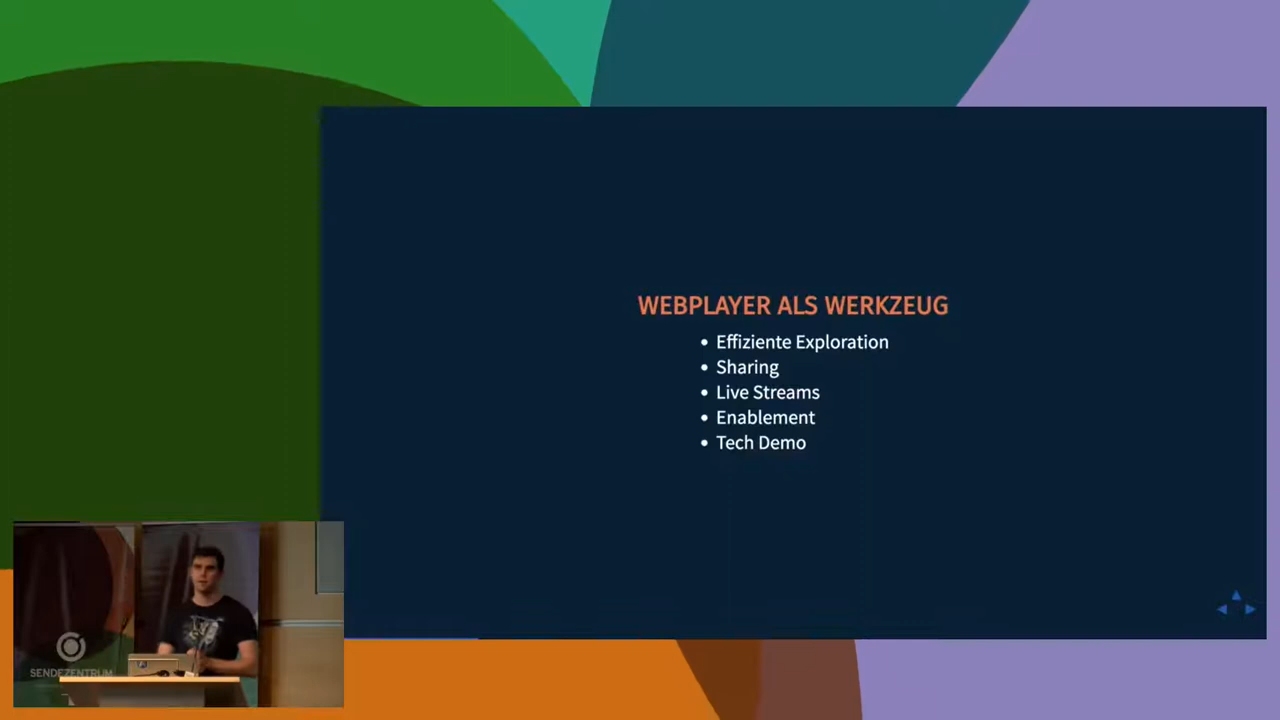 WEBPLAYER ALS WERKZEUG
• Effiziente Exploration
• Sharing
• Live Streams
• Enablement
• Tech Demo
SENDEZENTRUM